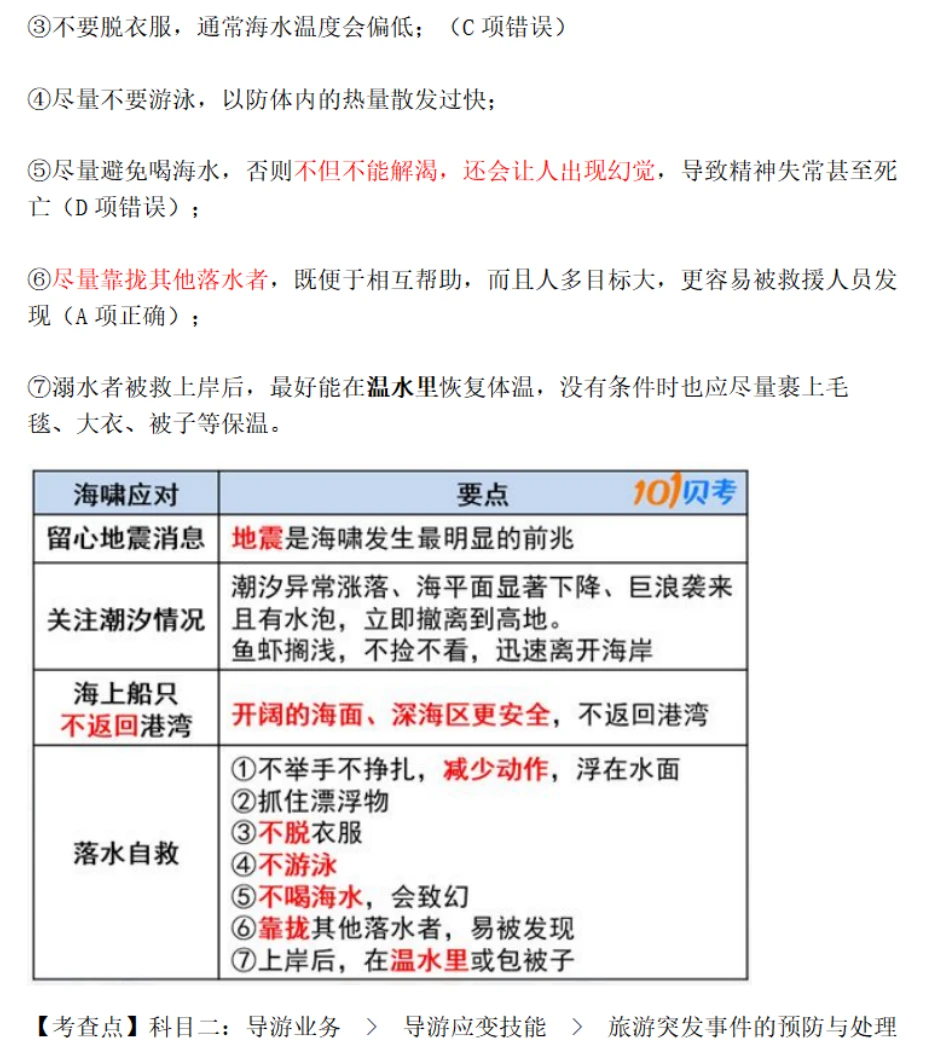 ③不要脱衣服，通常海水温度会偏低；（C 项错误）
④尽量不要游泳，以防体内的热量散发过快；
⑤尽量避免喝海水，否则不但不能解渴，还会让人出现幻觉，导致精神失常甚至死
亡（D 项错误）；
⑥尽量靠拢其他落水者，既便于相互帮助，而且人多目标大，更容易被救援人员发
现（A 项正确）；
⑦溺水者被救上岸后，最好能在温水里恢复体温，没有条件时也应尽量裹上毛
毯、大衣、被子等保温。
海啸应对 要点 101贝考
留心地震消息 地震是海啸发生最明显的前兆
关注潮汐情况
潮汐异常涨落、海平面显著下降、巨浪袭来
且有水泡，立即撤离到高地。
鱼虾搁浅，不捡不看，迅速离开海岸
海上船只
不返回港湾
开阔的海面、深海区更安全，不返回港湾
落水自救
①不举手不挣扎，减少动作，浮在水面
②抓住漂浮物
③不脱衣服
④不游泳
⑤不喝海水，会致幻
⑥靠拢其他落水者，易被发现
⑦上岸后，在温水里或包被子
【考查点】科目二：导游业务 > 导游应变技能 > 旅游突发事件的预防与处理